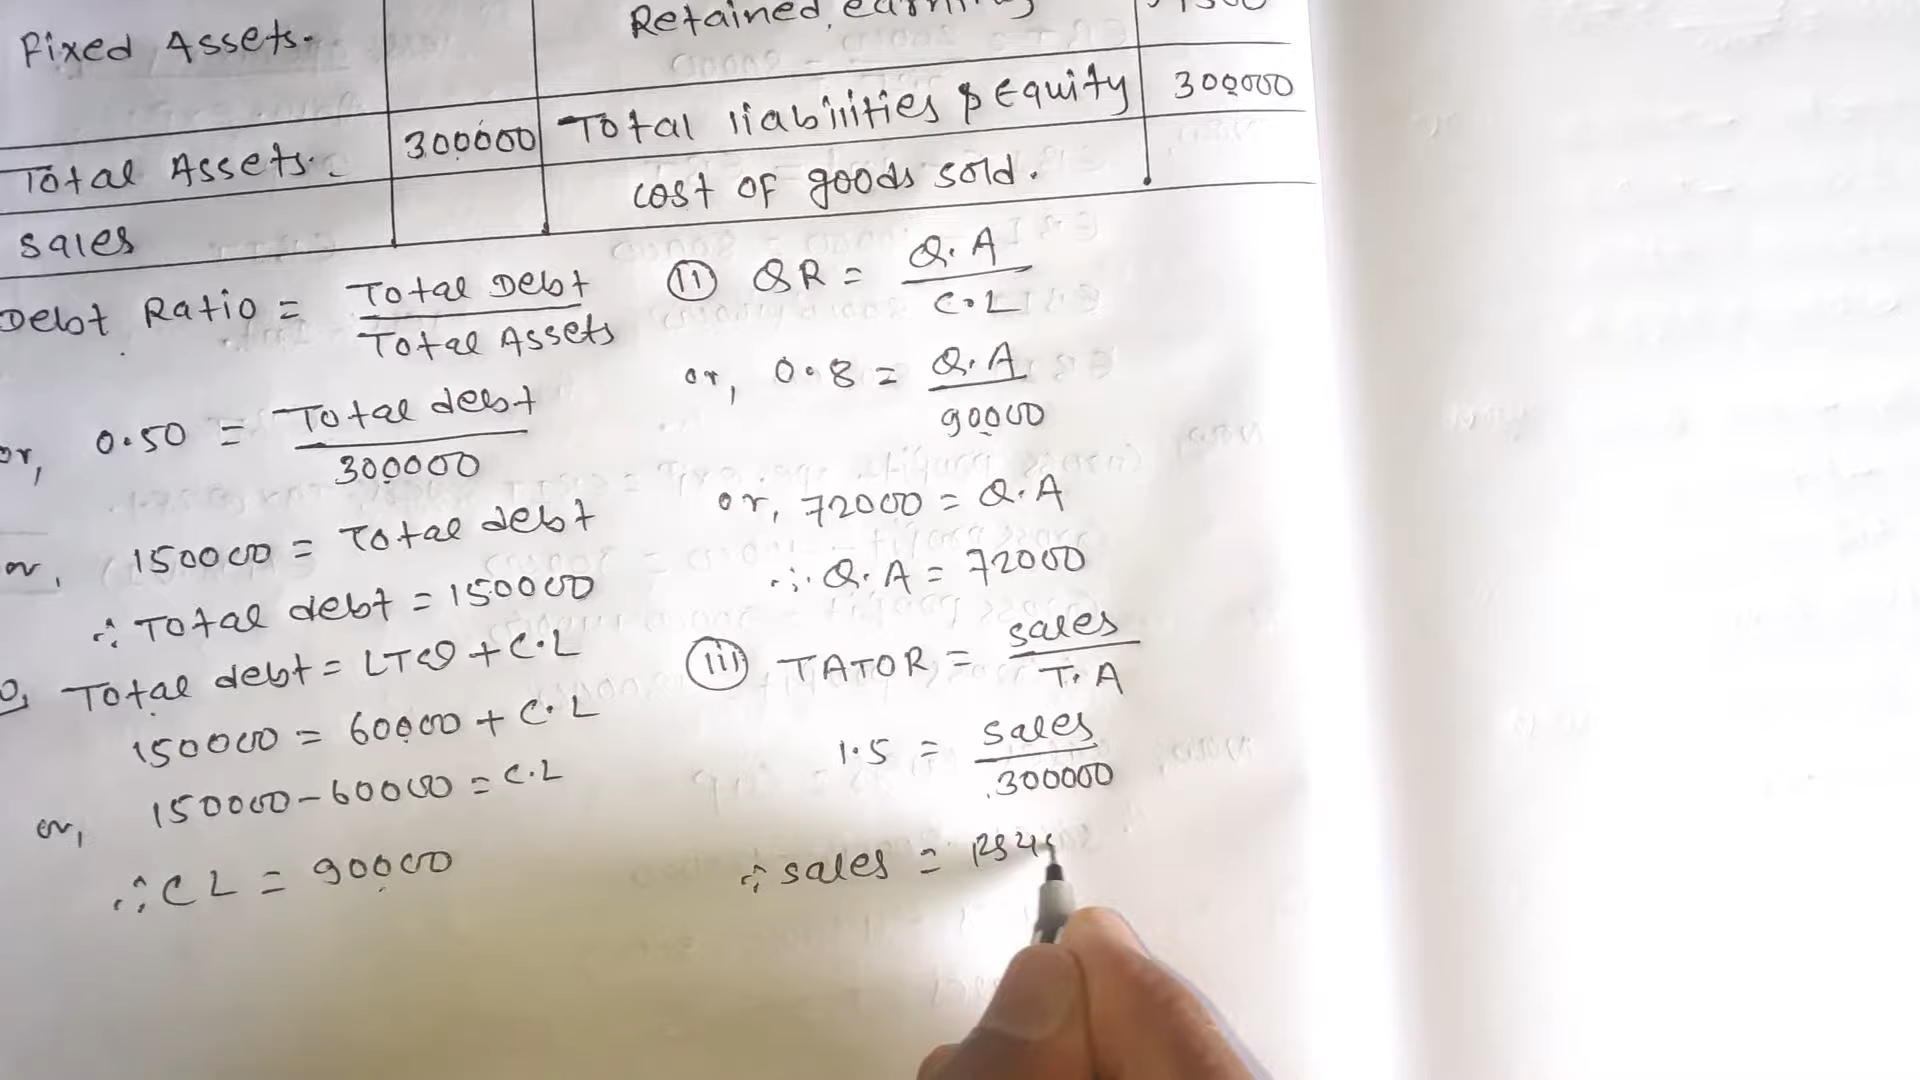 Fixed Assets. Retained earning
Total Assets. 300000 Total liabilities & Equity 300000
Sales Cost of goods sold.
Debt Ratio = Total Debt / Total Assets
or, 0.50 = Total debt / 300000
or, 150000 = Total debt
∴ Total debt = 150000
Total debt = LTD + C.L
150000 = 60000 + C.L
or, 150000 - 60000 = C.L
∴ CL = 90000
(ii) QR = Q.A / C.L
or, 0.8 = Q.A / 90000
or, 72000 = Q.A
∴ Q.A = 72000
(iii) TATOR = Sales / T.A
1.5 = Sales / 300000
∴ Sales =